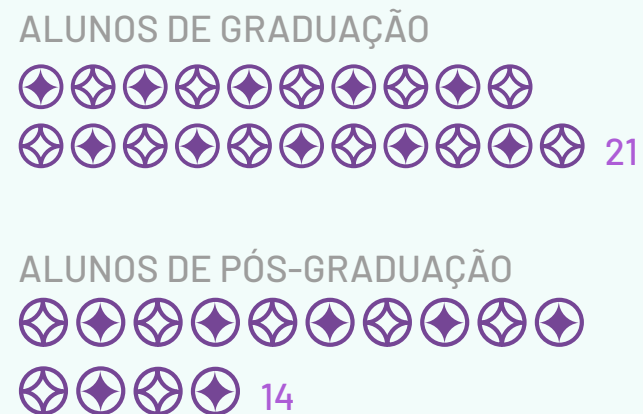 ALUNOS DE GRADUAÇÃO
21
ALUNOS DE PÓS-GRADUAÇÃO
14